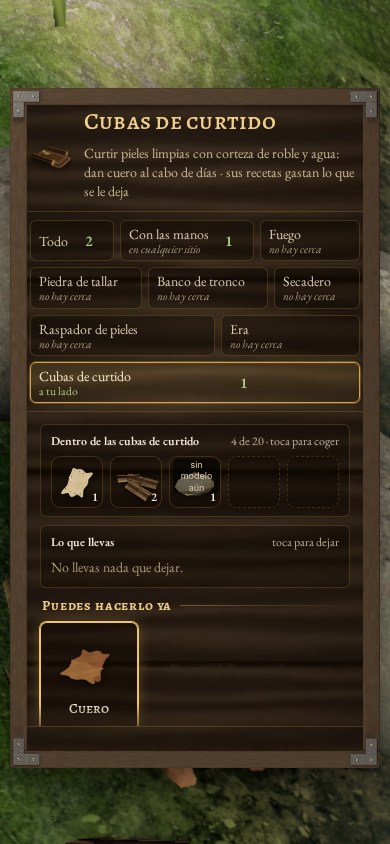 Cubas de curtido
Curtir pieles limpias con corteza de roble y agua:
dan cuero al cabo de días · sus recetas gastan lo que
se le deja
Todo 2
Con las manos 1
en cualquier sitio
Fuego
no hay cerca
Piedra de tallar
no hay cerca
Banco de tronco
no hay cerca
Secadero
no hay cerca
Raspador de pieles
no hay cerca
Era
no hay cerca
Cubas de curtido 1
a tu lado
Dentro de las cubas de curtido 4 de 20 · toca para coger
1
2
sin
modelo
aún
1
Lo que llevas toca para dejar
No llevas nada que dejar.
Puedes hacerlo ya
Cuero